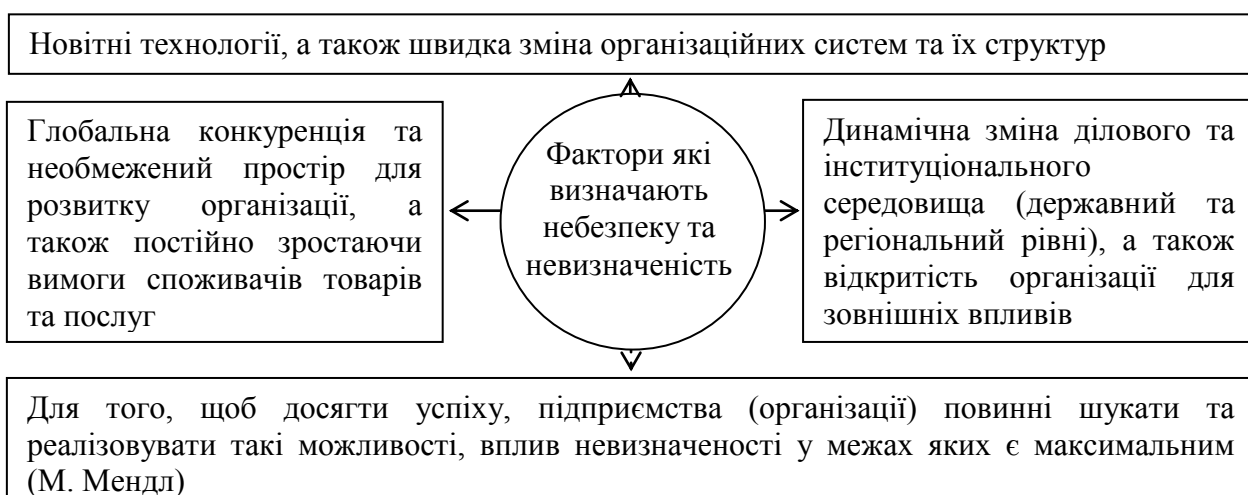 Новітні технології, а також швидка зміна організаційних систем та їх структур
Глобальна конкуренція та
необмежений простір для
розвитку організації, а
також постійно зростаючи
вимоги споживачів товарів
та послуг
Фактори які
визначають
небезпеку та
невизначеність
Динамічна зміна ділового та
інституціонального
середовища (державний та
регіональний рівні), а також
відкритість організації для
зовнішніх впливів
Для того, щоб досягти успіху, підприємства (організації) повинні шукати та
реалізовувати такі можливості, вплив невизначеності у межах яких є максимальним
(М. Мендл)